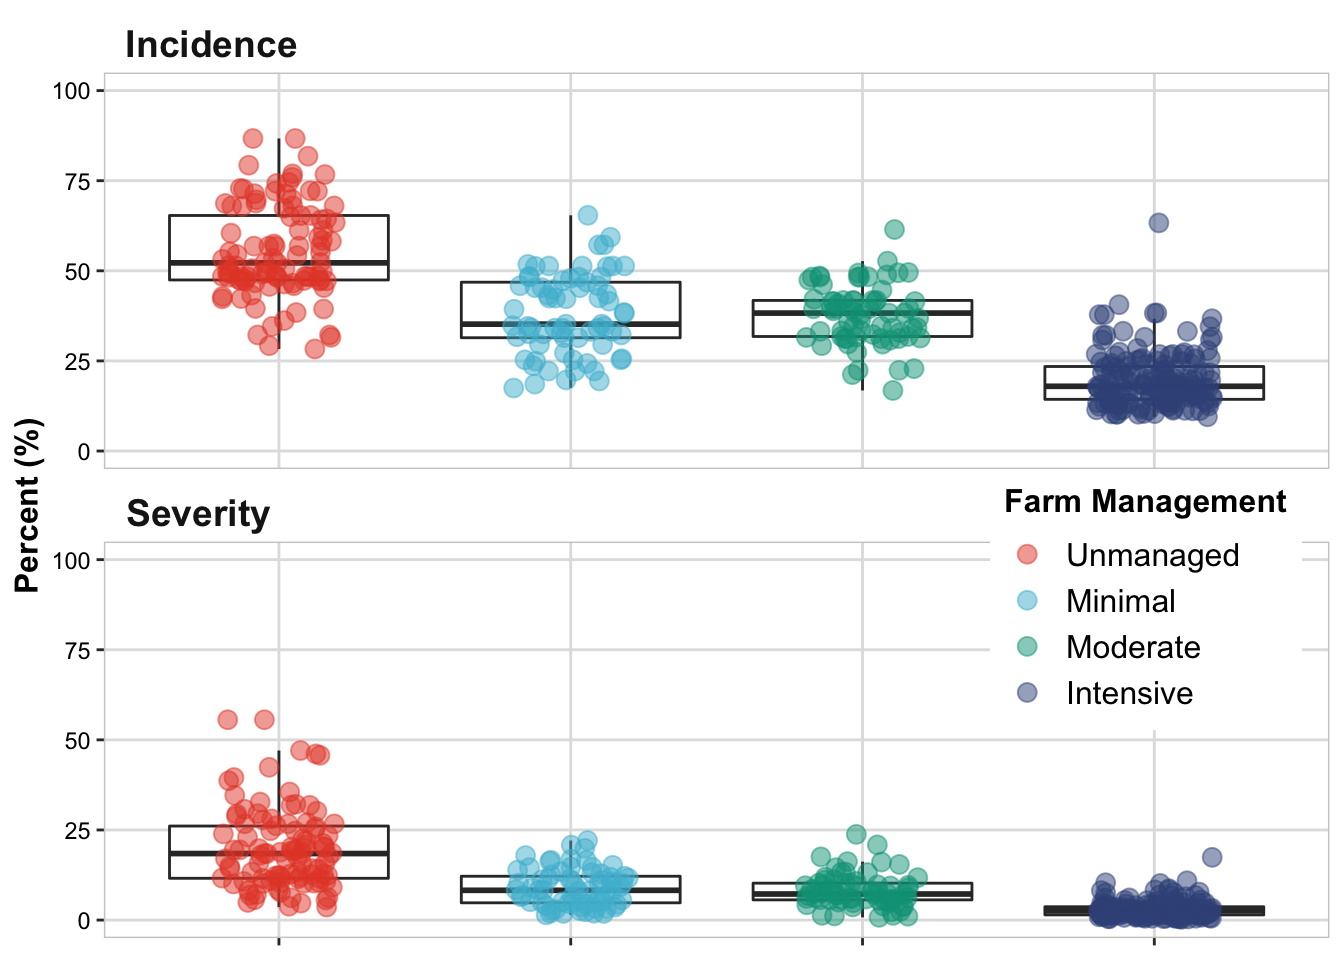 Incidence
100
75
50
25
0
Percent (%)
Severity
100
75
50
25
0
Farm Management
Unmanaged
Minimal
Moderate
Intensive